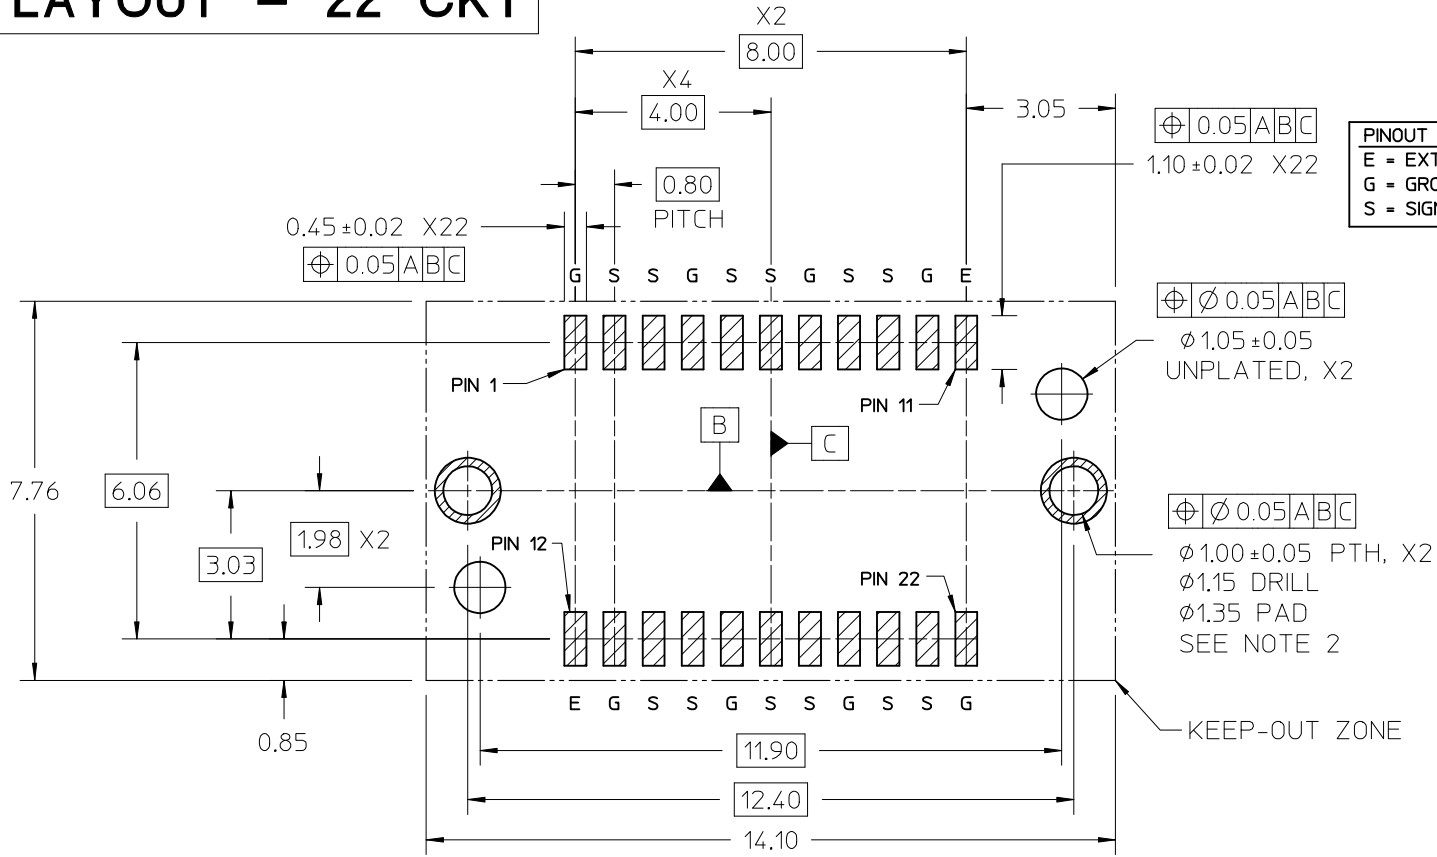 LAYOUT - 22 CKT
X2
8.00
X4
4.00
3.05
⌖ 0.05 A B C
1.10 ±0.02 X22
PINOUT
E =
G =
S =
0.80
PITCH
0.45 ±0.02 X22
⌖ 0.05 A B C
G S S G S S G S S G E
⌖ Ø 0.05 A B C
Ø1.05 ±0.05
UNPLATED, X2
PIN 1
PIN 11
B
C
7.76
6.06
3.03
1.98 X2
PIN 12
PIN 22
⌖ Ø 0.05 A B C
Ø1.00 ±0.05 PTH, X2
Ø1.15 DRILL
Ø1.35 PAD
SEE NOTE 2
E G S S G S S G S S G
0.85
KEEP-OUT ZONE
11.90
12.40
14.10